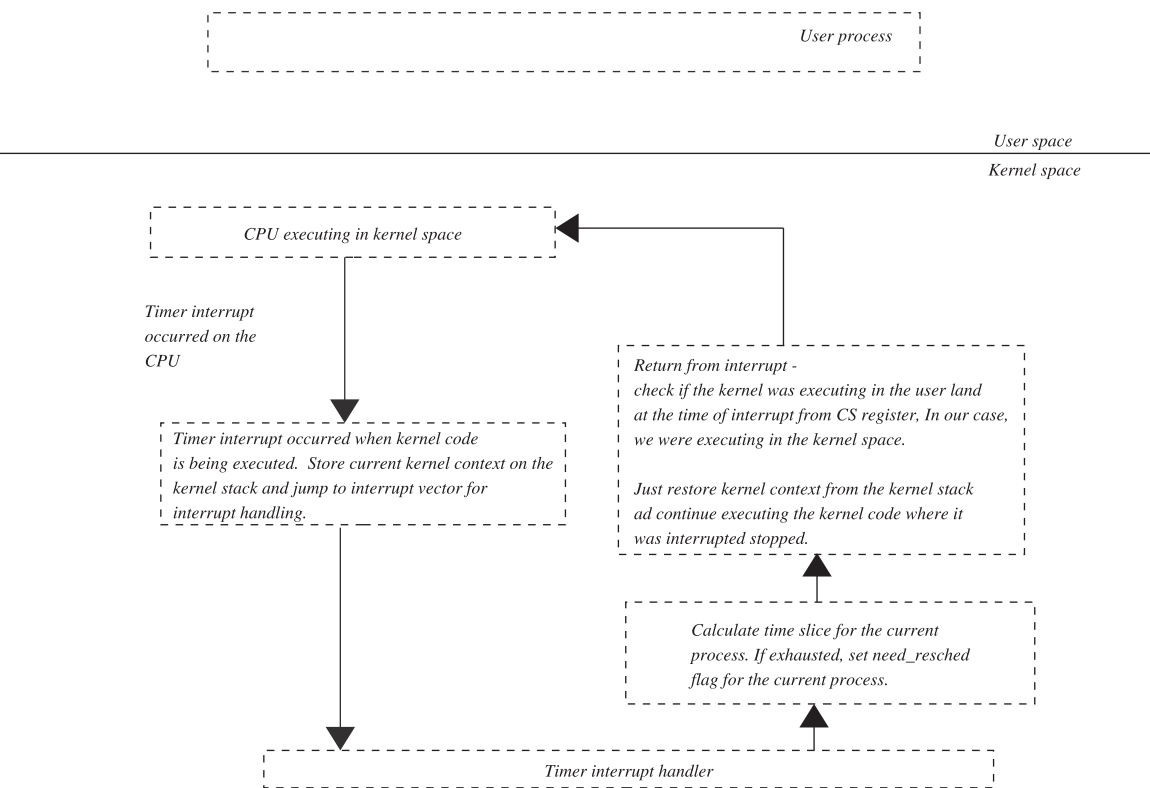 User process
User space
Kernel space
CPU executing in kernel space
Timer interrupt
occurred on the
CPU
Timer interrupt occurred when kernel code
is being executed.  Store current kernel context on the
kernel stack and jump to interrupt vector for
interrupt handling.
Return from interrupt -
check if the kernel was executing in the user land
at the time of interrupt from CS register, In our case,
we were executing in the kernel space.
Just restore kernel context from the kernel stack
ad continue executing the kernel code where it
was interrupted stopped.
Calculate time slice for the current
process. If exhausted, set need_resched
flag for the current process.
Timer interrupt handler